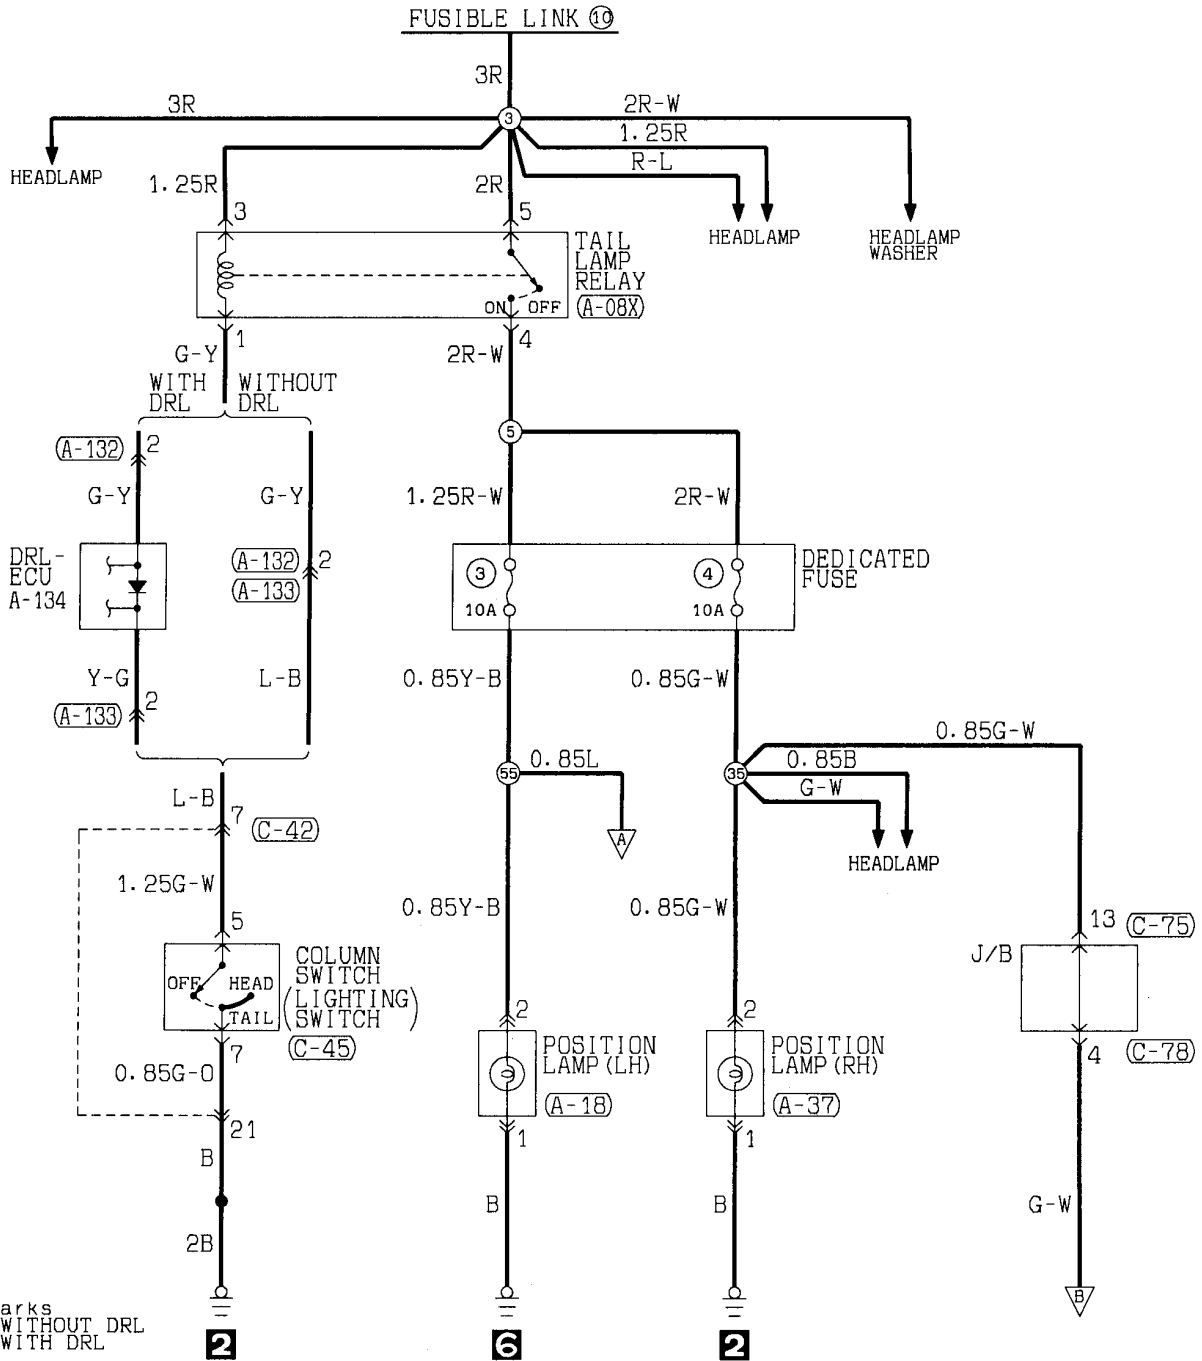 FUSIBLE LINK 10
3R
3R
2R-W
3
1.25R
R-L
HEADLAMP
1.25R
2R
3
5
HEADLAMP
HEADLAMP
WASHER
TAIL
LAMP
RELAY
ON OFF
(A-08X)
1
4
G-Y
2R-W
WITH
DRL
WITHOUT
DRL
5
(A-132)
2
G-Y
G-Y
1.25R-W
2R-W
DRL-
ECU
A-134
(A-132)
2
(A-133)
3
10A
4
10A
DEDICATED
FUSE
Y-G
L-B
0.85Y-B
0.85G-W
2
(A-133)
0.85G-W
55
0.85L
35
0.85B
G-W
L-B
7
(C-42)
A
HEADLAMP
1.25G-W
0.85Y-B
0.85G-W
5
13
(C-75)
J/B
OFF HEAD
TAIL
COLUMN
SWITCH
(LIGHTING)
SWITCH
(C-45)
7
2
2
POSITION
LAMP(LH)
POSITION
LAMP(RH)
4
(C-78)
0.85G-O
(A-18)
(A-37)
21
1
1
B
B
B
G-W
2B
B
arks
WITHOUT DRL
WITH DRL
2
6
2